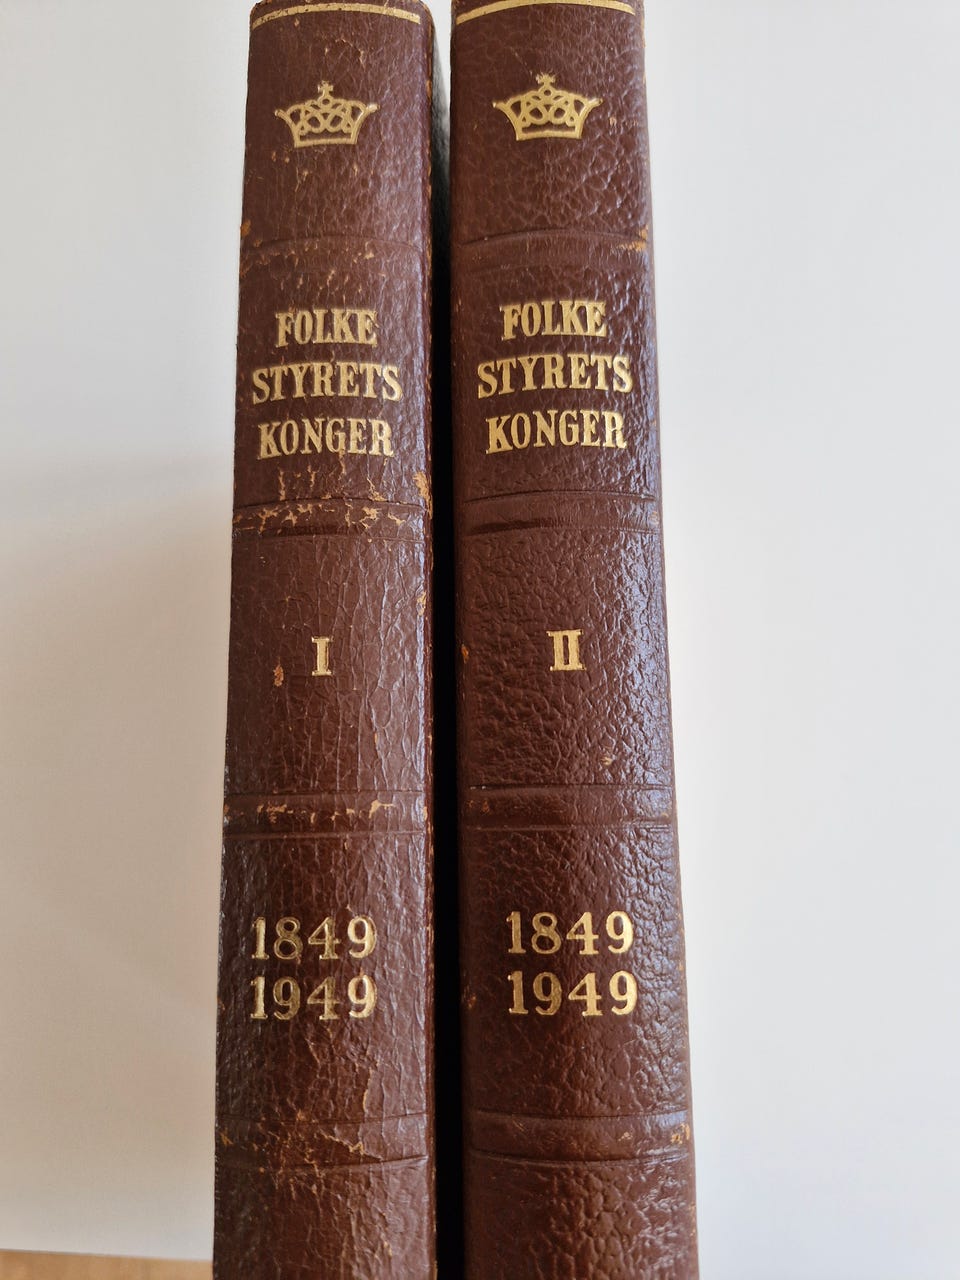 FOLKE
STYRETS
KONGER
I
1849
1949
FOLKE
STYRETS
KONGER
II
1849
1949